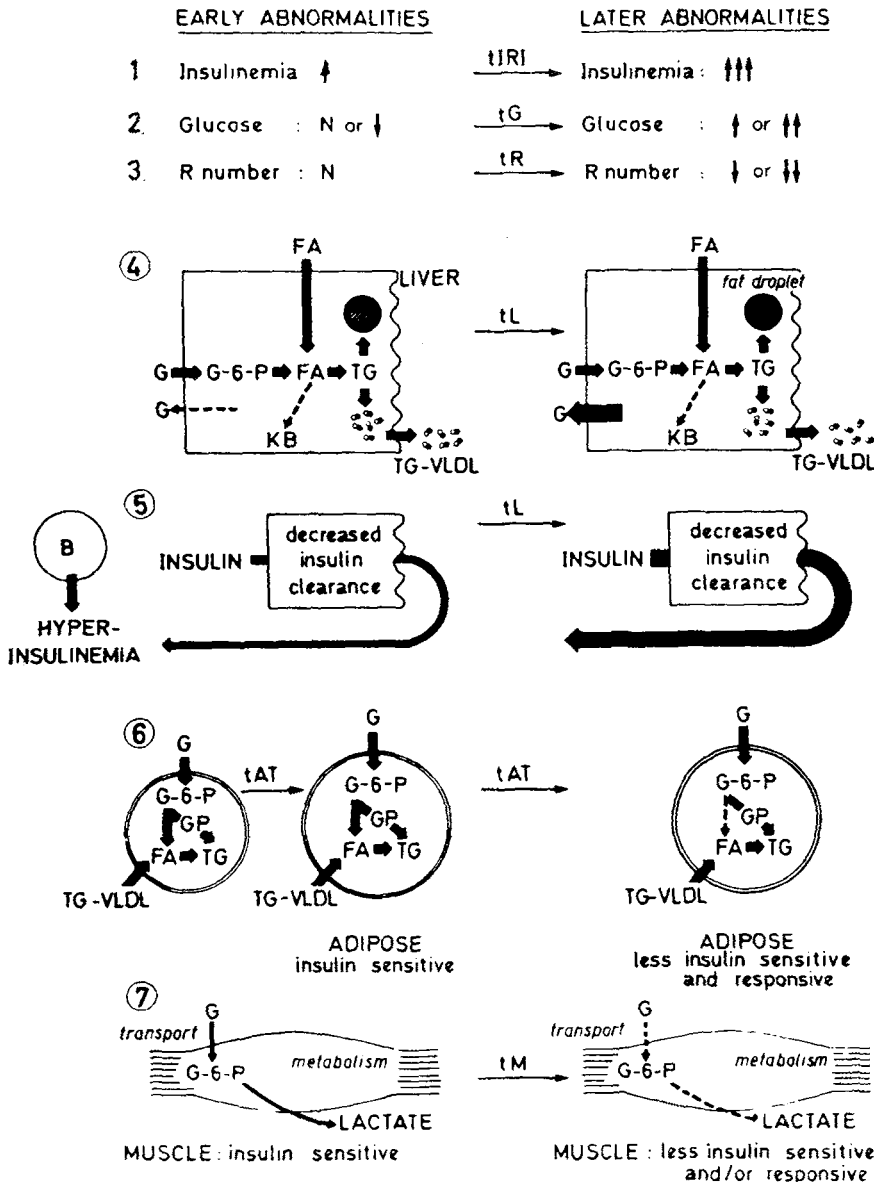 EARLY ABNORMALITIES LATER ABNORMALITIES
1 Insulinemia ↑ tIRI Insulinemia : ↑↑↑
2. Glucose : N or ↓ tG Glucose : ↑ or ↑↑
3. R number : N tR R number : ↓ or ↓↓
4
FA FA
LIVER fat droplet
tL
G G-6-P FA TG G G-6-P FA TG
G G
KB KB
TG-VLDL TG-VLDL
5
tL
B
INSULIN decreased insulin clearance INSULIN decreased insulin clearance
HYPER-
INSULINEMIA
6
G G G
tAT tAT
G-6-P G-6-P G-6-P
GP GP GP
FA TG FA TG FA TG
TG-VLDL TG-VLDL TG-VLDL
ADIPOSE ADIPOSE
insulin sensitive less insulin sensitive
and responsive
7
G G
transport transport
metabolism metabolism
G-6-P tM G-6-P
LACTATE LACTATE
MUSCLE : insulin sensitive MUSCLE : less insulin sensitive
and/or responsive